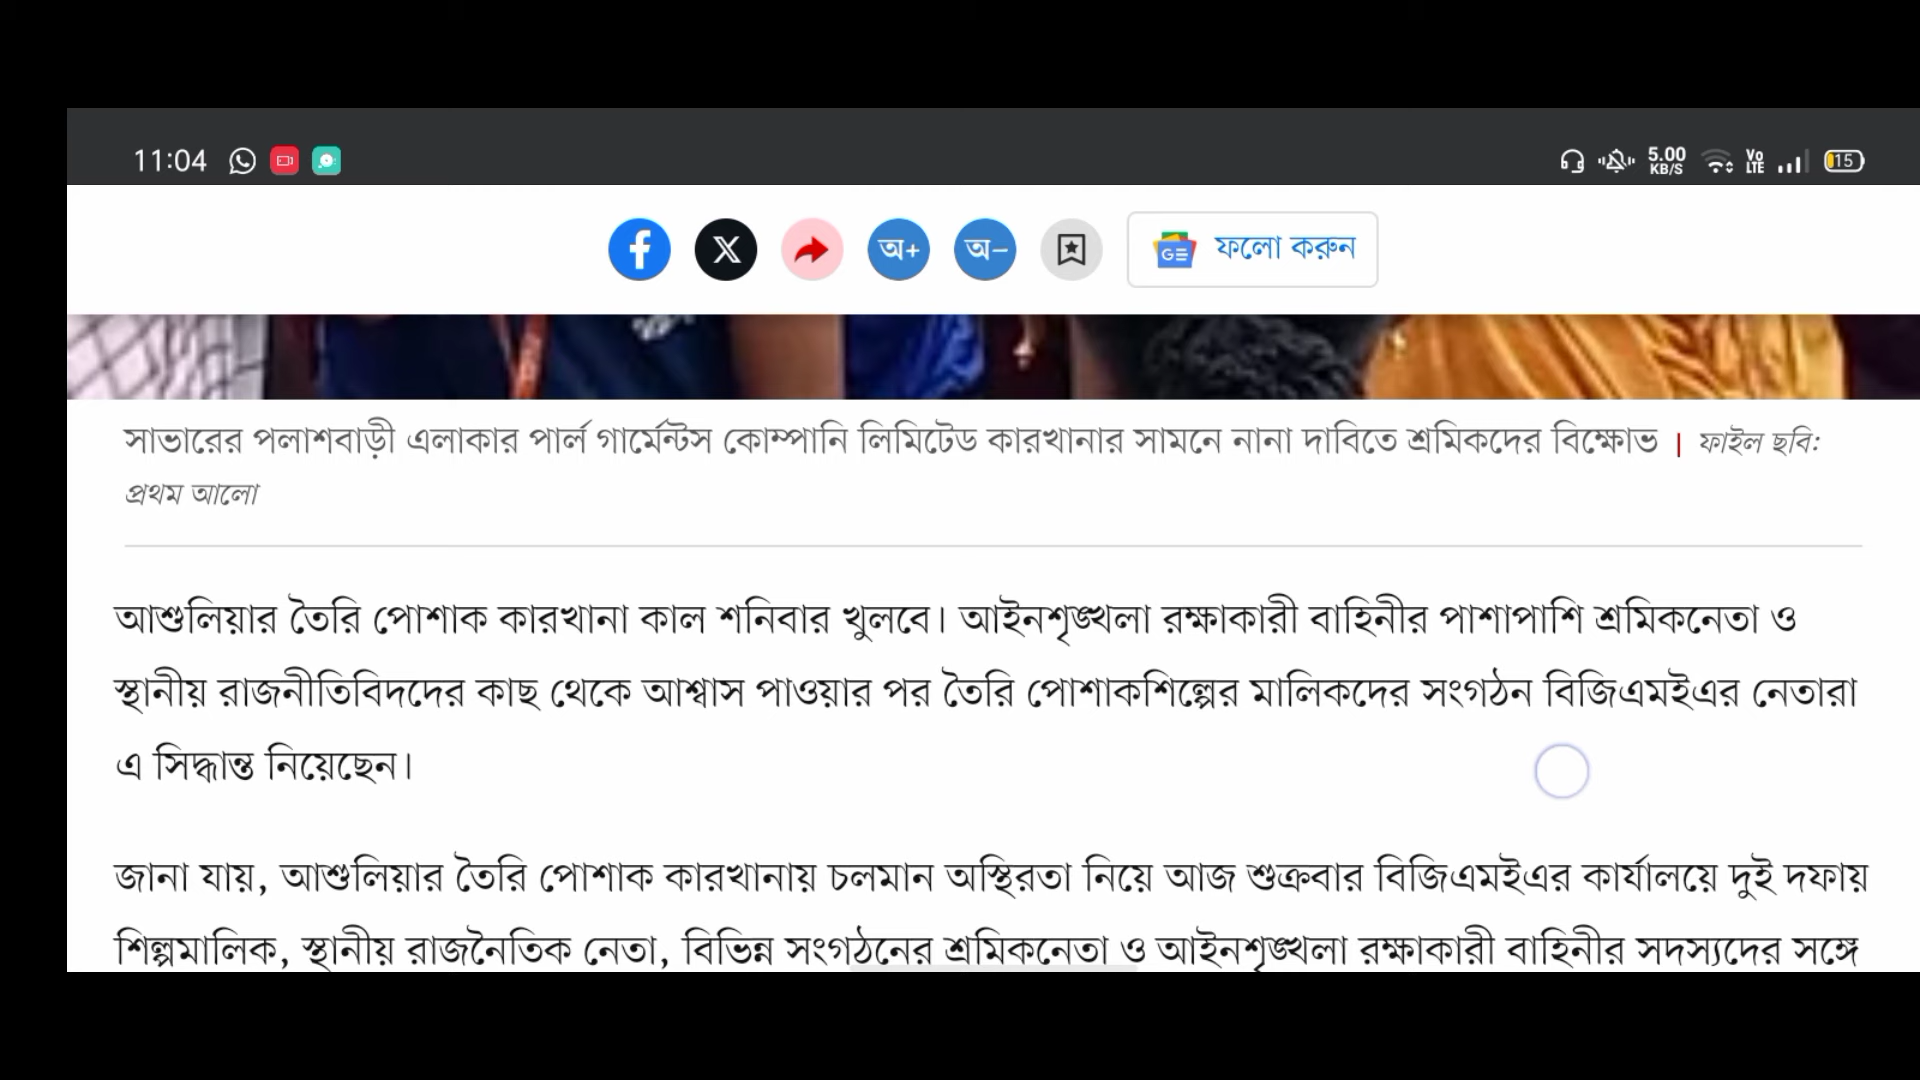 11:04
5.00
KB/S
Vo
LTE
15
অ+
অ−
GE
ফলো করুন
সাভারের পলাশবাড়ী এলাকার পার্ল গার্মেন্টস কোম্পানি লিমিটেড কারখানার সামনে নানা দাবিতে শ্রমিকদের বিক্ষোভ | ফাইল ছবি:
প্রথম আলো
আশুলিয়ার তৈরি পোশাক কারখানা কাল শনিবার খুলবে। আইনশৃঙ্খলা রক্ষাকারী বাহিনীর পাশাপাশি শ্রমিকনেতা ও
স্থানীয় রাজনীতিবিদদের কাছ থেকে আশ্বাস পাওয়ার পর তৈরি পোশাকশিল্পের মালিকদের সংগঠন বিজিএমইএর নেতারা
এ সিদ্ধান্ত নিয়েছেন।
জানা যায়, আশুলিয়ার তৈরি পোশাক কারখানায় চলমান অস্থিরতা নিয়ে আজ শুক্রবার বিজিএমইএর কার্যালয়ে দুই দফায়
শিল্পমালিক, স্থানীয় রাজনৈতিক নেতা, বিভিন্ন সংগঠনের শ্রমিকনেতা ও আইনশৃঙ্খলা রক্ষাকারী বাহিনীর সদস্যদের সঙ্গে